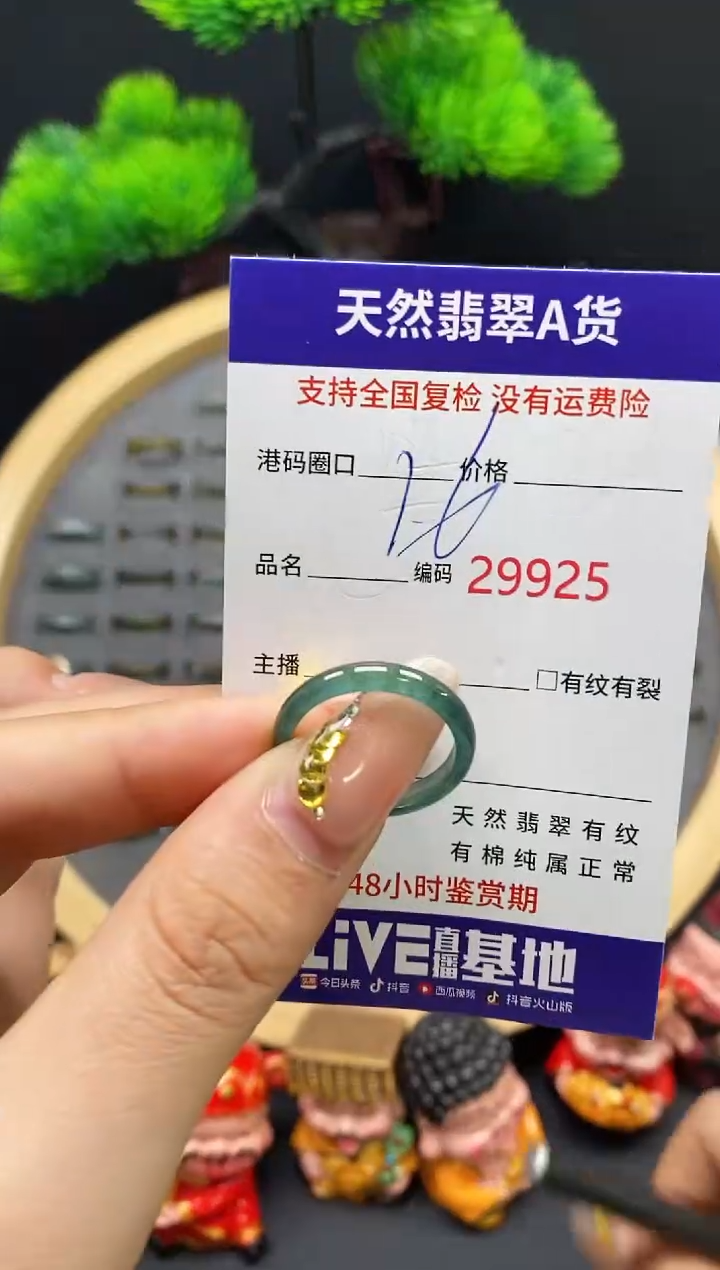 天然翡翠A货
支持全国复检 没有运费险
港码圈口 16 价格
品名 编码 29925
主播 □有纹有裂
天然翡翠有纹
有棉纯属正常
48小时鉴赏期
LiVE直播基地
头条 今日头条 抖音 西瓜视频 抖音火山版